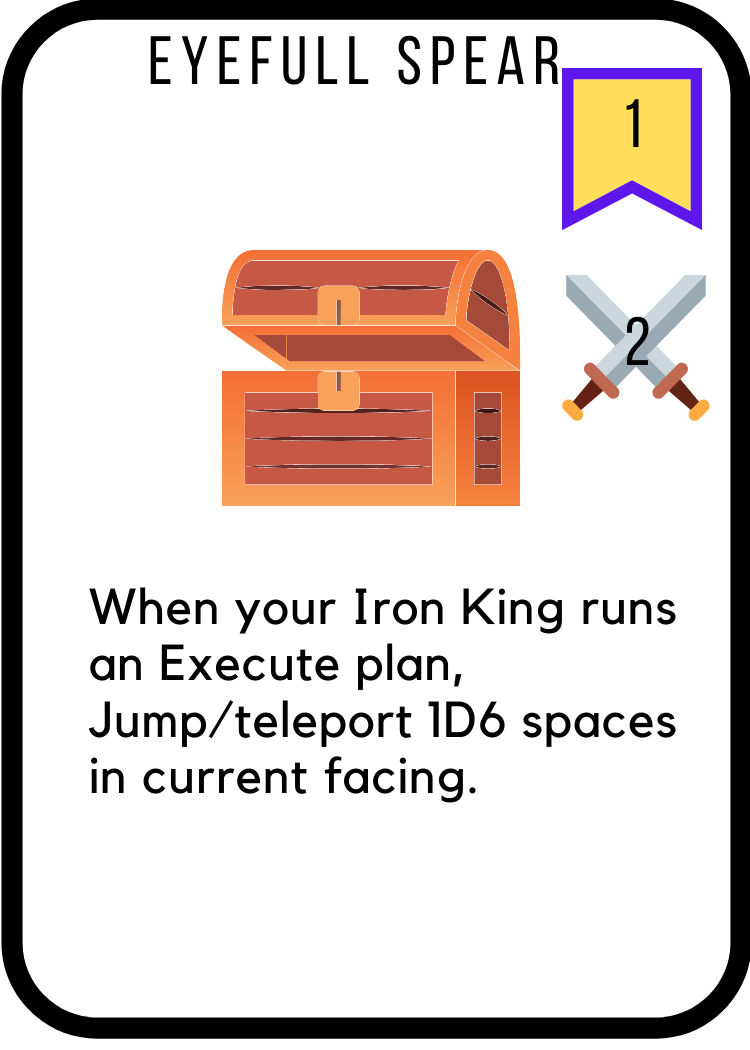 EYEFULL SPEAR
1
2
When your Iron King runs
an Execute plan,
Jump/teleport 1D6 spaces
in current facing.